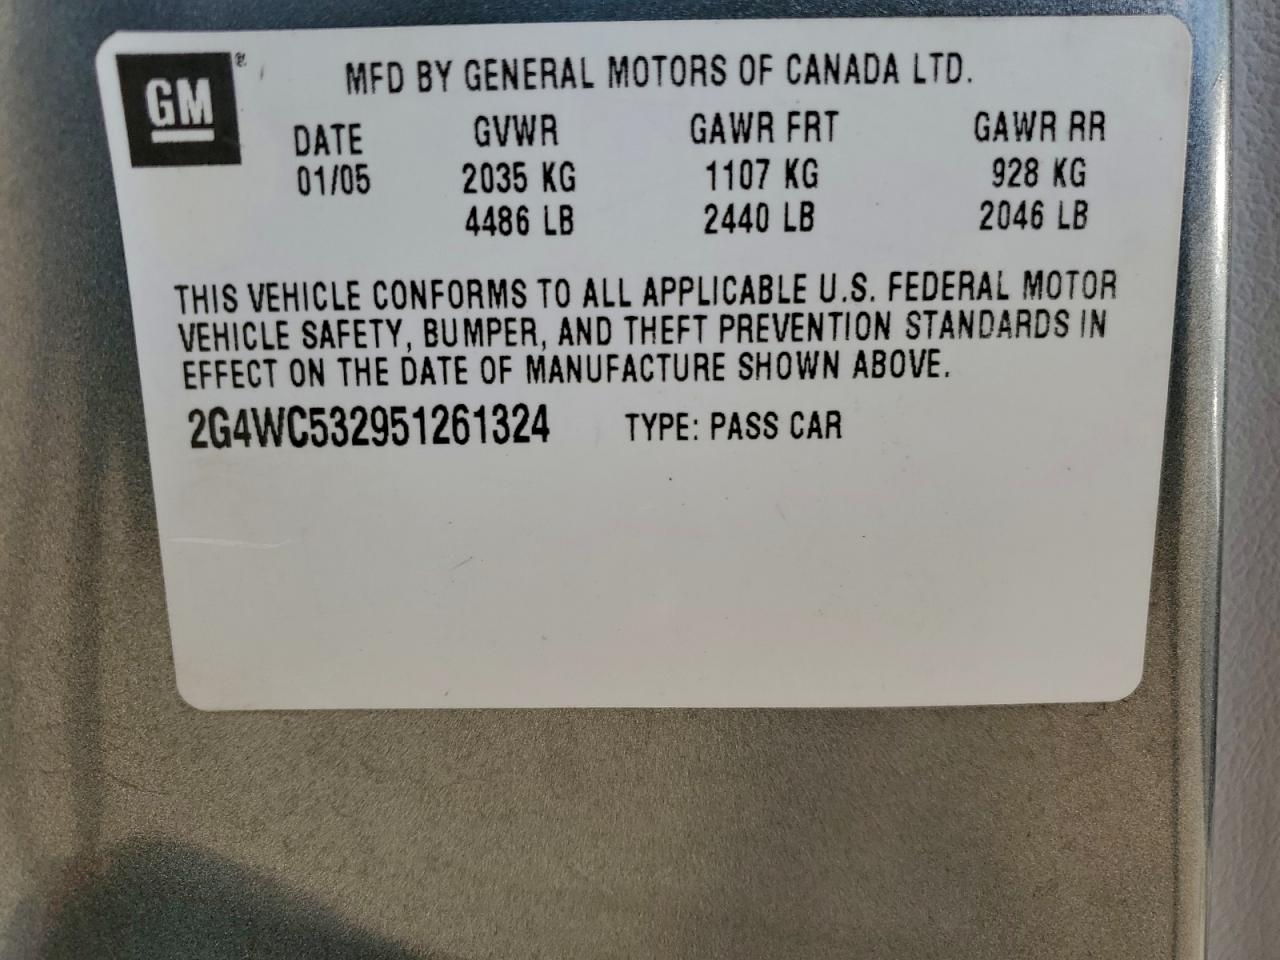 GM®
MFD BY GENERAL MOTORS OF CANADA LTD.
DATE GVWR GAWR FRT GAWR RR
01/05 2035 KG 1107 KG 928 KG
4486 LB 2440 LB 2046 LB
THIS VEHICLE CONFORMS TO ALL APPLICABLE U.S. FEDERAL MOTOR
VEHICLE SAFETY, BUMPER, AND THEFT PREVENTION STANDARDS IN
EFFECT ON THE DATE OF MANUFACTURE SHOWN ABOVE.
2G4WC532951261324 TYPE: PASS CAR